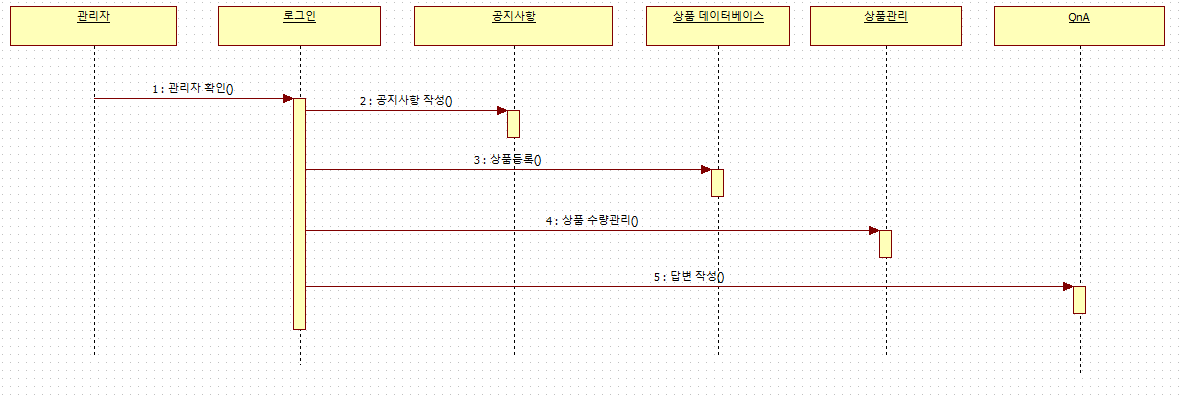 관리자
로그인
공지사항
상품 데이터베이스
상품관리
QnA
1 : 관리자 확인()
2 : 공지사항 작성()
3 : 상품등록()
4 : 상품 수량관리()
5 : 답변 작성()